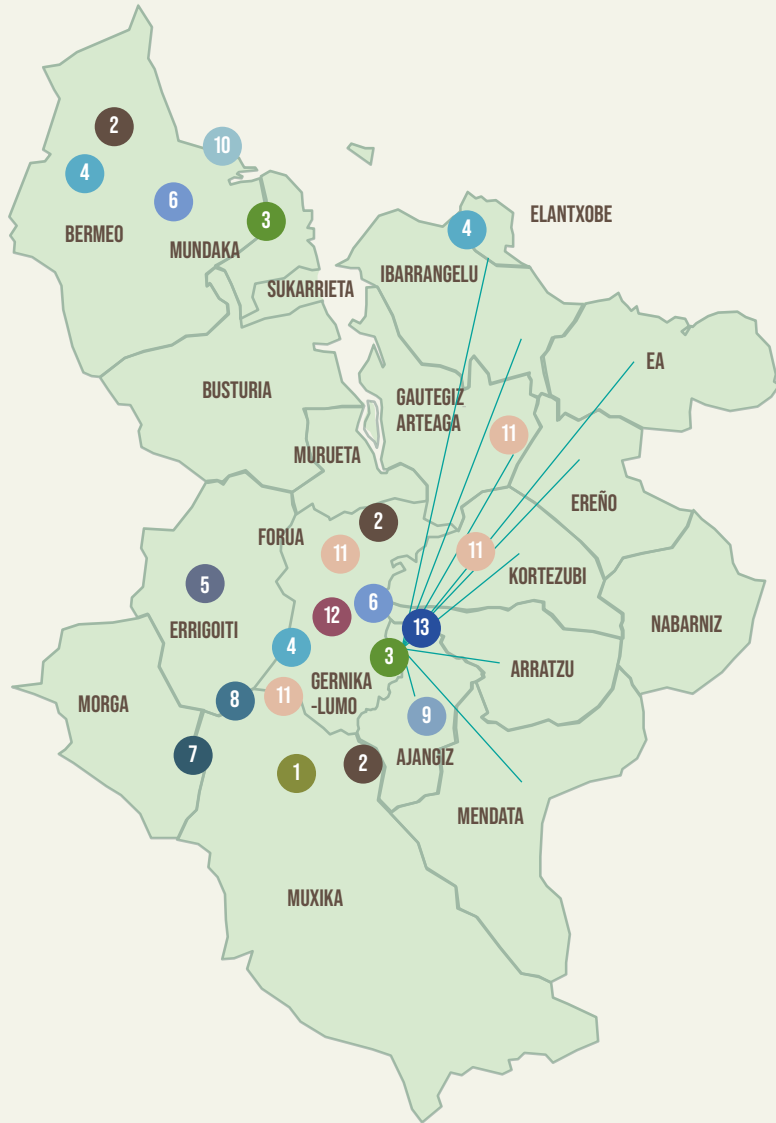 2
10
4
6
3
BERMEO
MUNDAKA
4
ELANTXOBE
IBARRANGELU
SUKARRIETA
EA
BUSTURIA
GAUTEGIZ
ARTEAGA
11
MURUETA
EREÑO
2
FORUA
11
11
KORTEZUBI
5
6
12
13
NABARNIZ
ERRIGOITI
4
3
ARRATZU
GERNIKA
-LUMO
MORGA
8
11
9
7
1
2
AJANGIZ
MENDATA
MUXIKA